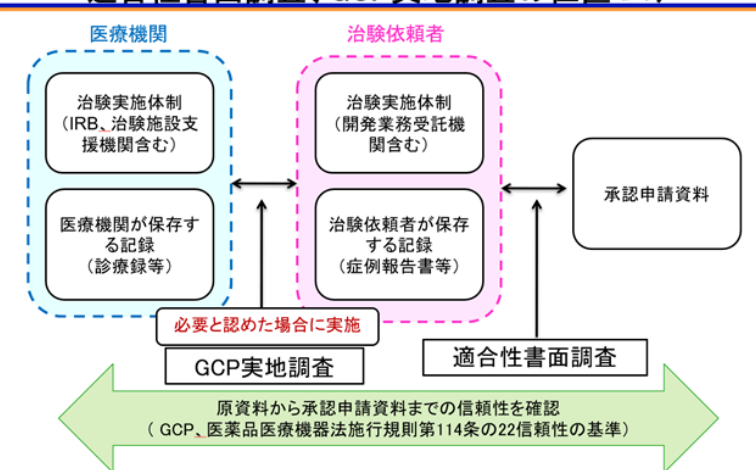 医療機関
治験依頼者
治験実施体制
（IRB、治験施設支
援機関含む）
治験実施体制
（開発業務受託機
関含む）
承認申請資料
医療機関が保存す
る記録
（診療録等）
治験依頼者が保存
する記録
（症例報告書等）
必要と認めた場合に実施
GCP実地調査
適合性書面調査
原資料から承認申請資料までの信頼性を確認
（ GCP、医薬品医療機器法施行規則第114条の22信頼性の基準）